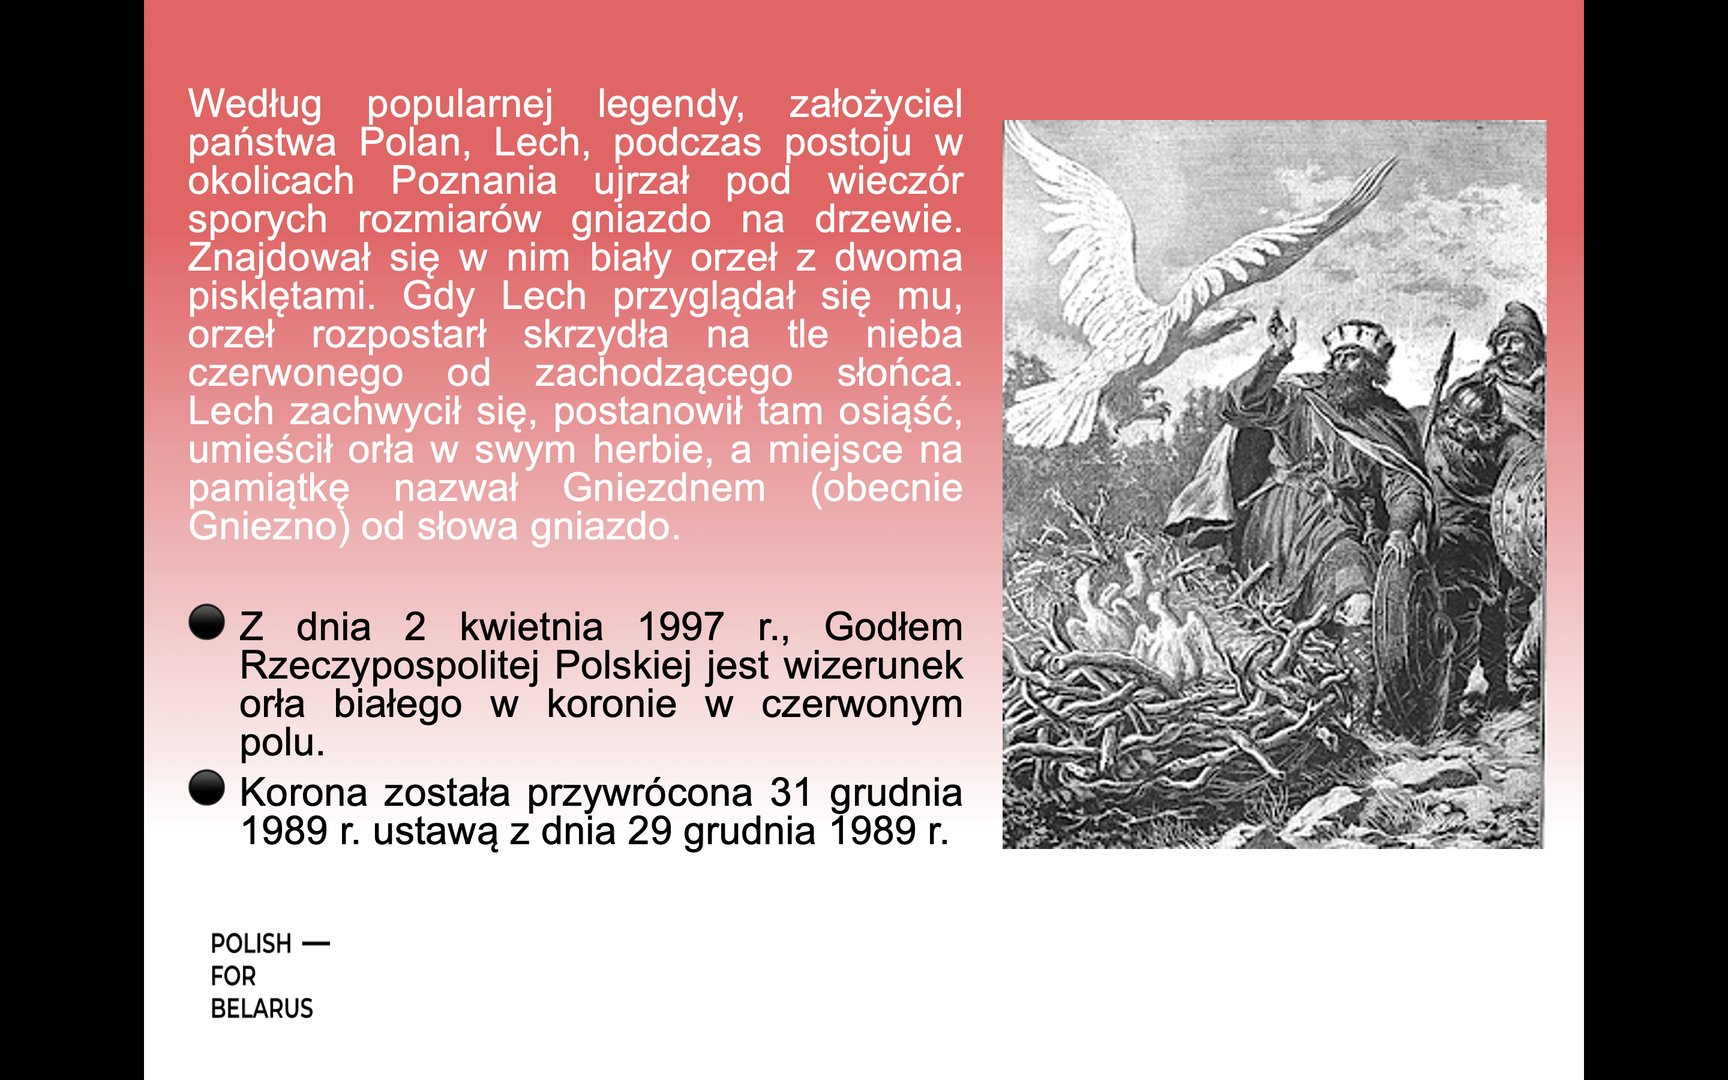 Według popularnej legendy, założyciel
państwa Polan, Lech, podczas postoju w
okolicach Poznania ujrzał pod wieczór
sporych rozmiarów gniazdo na drzewie.
Znajdował się w nim biały orzeł z dwoma
pisklętami. Gdy Lech przyglądał się mu,
orzeł rozpostarł skrzydła na tle nieba
czerwonego od zachodzącego słońca.
Lech zachwycił się, postanowił tam osiąść,
umieścił orła w swym herbie, a miejsce na
pamiątkę nazwał Gniezdnem (obecnie
Gniezno) od słowa gniazdo.
Z dnia 2 kwietnia 1997 r., Godłem
Rzeczypospolitej Polskiej jest wizerunek
orła białego w koronie w czerwonym
polu.
Korona została przywrócona 31 grudnia
1989 r. ustawą z dnia 29 grudnia 1989 r.
POLISH —
FOR
BELARUS